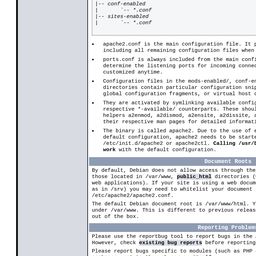 |-- conf-enabled
`-- *.conf
|-- sites-enabled
`-- *.conf
apache2.conf is the main configuration file. It p
including all remaining configuration files when
ports.conf is always included from the main conf
determine the listening ports for incoming connec
customized anytime.
Configuration files in the mods-enabled/, conf-en
directories contain particular configuration snip
global configuration fragments, or virtual host c
They are activated by symlinking available config
respective *-available/ counterparts. These shoul
helpers a2enmod, a2dismod, a2ensite, a2dissite, a
their respective man pages for detailed informati
The binary is called apache2. Due to the use of e
default configuration, apache2 needs to be starte
/etc/init.d/apache2 or apache2ctl. Calling /usr/b
work with the default configuration.
Document Roots
By default, Debian does not allow access through the
those located in /var/www, public_html directories (
web applications). If your site is using a web docum
as in /srv) you may need to whitelist your document
/etc/apache2/apache2.conf.
The default Debian document root is /var/www/html. Y
under /var/www. This is different to previous releas
out of the box.
Reporting Problem
Please use the reportbug tool to report bugs in the
However, check existing bug reports before reporting
Please report bugs specific to modules (such as PHP